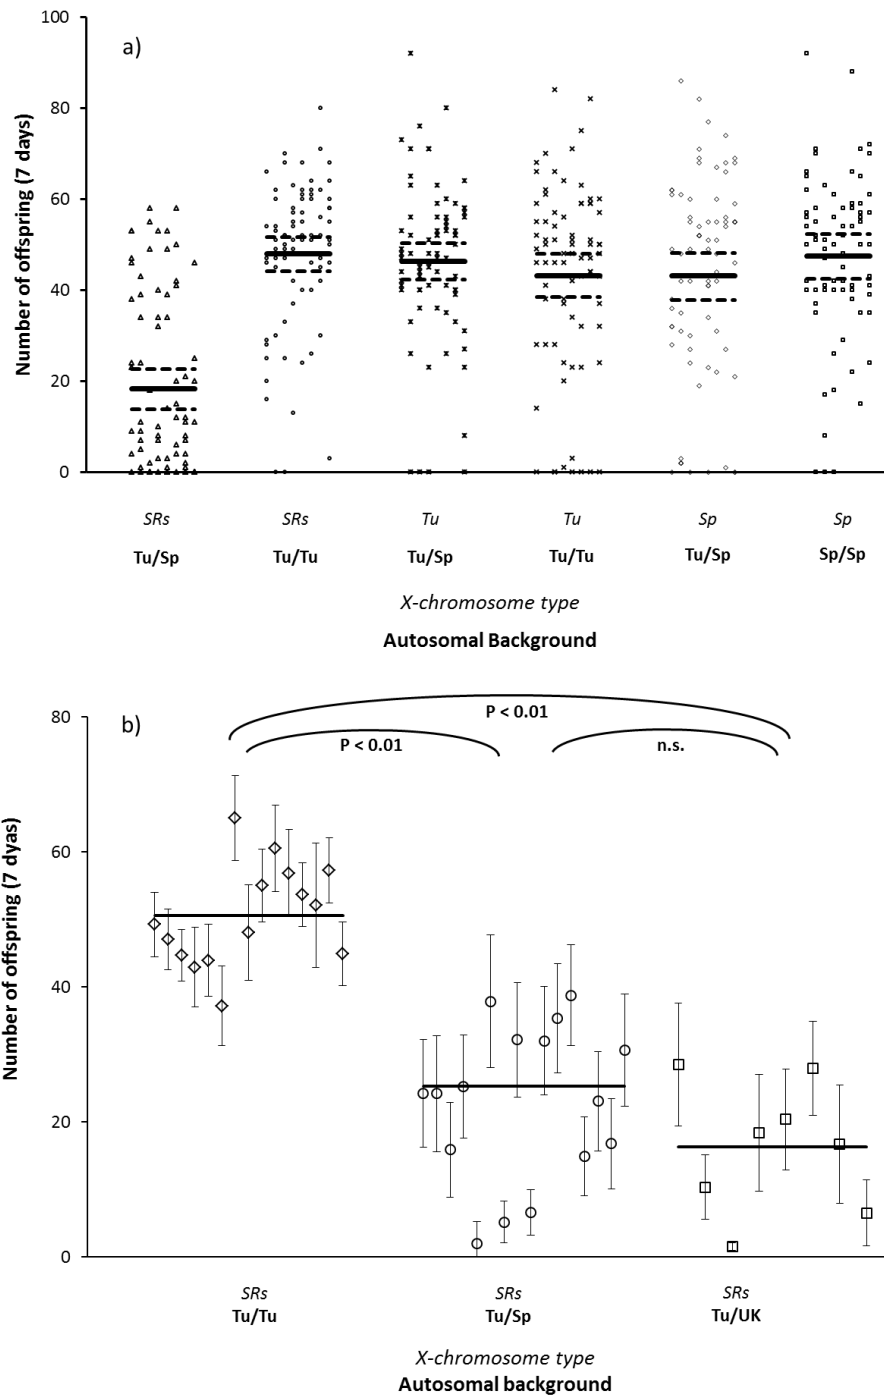 a)
Number of offspring (7 days)
100
80
60
40
20
0
SRs SRs Tu Tu Sp Sp
Tu/Sp Tu/Tu Tu/Sp Tu/Tu Tu/Sp Sp/Sp
X-chromosome type
Autosomal Background
b)
P < 0.01
P < 0.01 n.s.
Number of offspring (7 dyas)
80
60
40
20
0
SRs SRs SRs
Tu/Tu Tu/Sp Tu/UK
X-chromosome type
Autosomal background